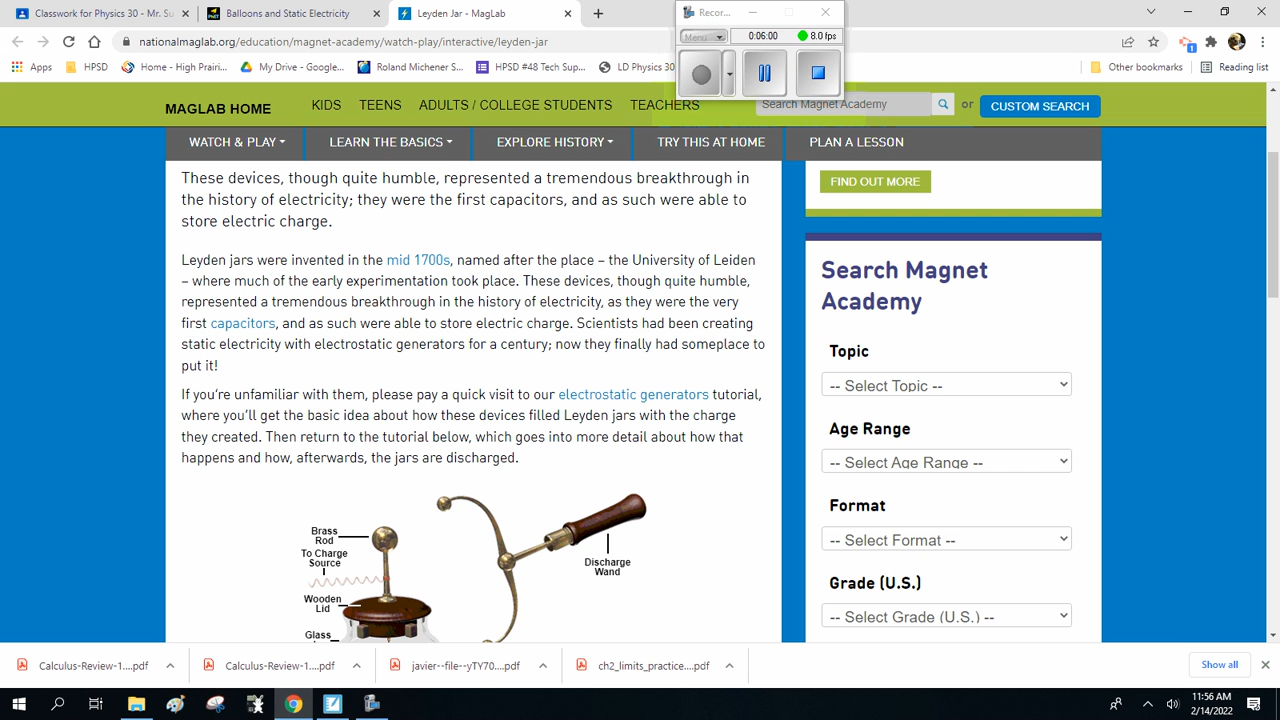 Classwork for Physics 30 - Mr. Su
Balloons and Static Electricity
Leyden Jar - MagLab
Recor...
Menu
0:06:00
8.0 fps
nationalmaglab.org/education/magnet-academy/watch-play/interactive/leyden-jar
Apps
HPSD
Home - High Prairi...
My Drive - Google...
Roland Michener S...
HPSD #48 Tech Sup...
LD Physics 30
Other bookmarks
Reading list
MAGLAB HOME
KIDS
TEENS
ADULTS / COLLEGE STUDENTS
TEACHERS
Search Magnet Academy
or
CUSTOM SEARCH
WATCH & PLAY
LEARN THE BASICS
EXPLORE HISTORY
TRY THIS AT HOME
PLAN A LESSON
These devices, though quite humble, represented a tremendous breakthrough in
the history of electricity; they were the first capacitors, and as such were able to
store electric charge.
Leyden jars were invented in the mid 1700s, named after the place – the University of Leiden
– where much of the early experimentation took place. These devices, though quite humble,
represented a tremendous breakthrough in the history of electricity, as they were the very
first capacitors, and as such were able to store electric charge. Scientists had been creating
static electricity with electrostatic generators for a century; now they finally had someplace to
put it!
If you're unfamiliar with them, please pay a quick visit to our electrostatic generators tutorial,
where you'll get the basic idea about how these devices filled Leyden jars with the charge
they created. Then return to the tutorial below, which goes into more detail about how that
happens and how, afterwards, the jars are discharged.
Brass
Rod
To Charge
Source
Wooden
Lid
Glass
Discharge
Wand
FIND OUT MORE
Search Magnet
Academy
Topic
-- Select Topic --
Age Range
-- Select Age Range --
Format
-- Select Format --
Grade (U.S.)
-- Select Grade (U.S.) --
Calculus-Review-1....pdf
Calculus-Review-1....pdf
javier--file--yTY70....pdf
ch2_limits_practice....pdf
Show all
11:56 AM
2/14/2022